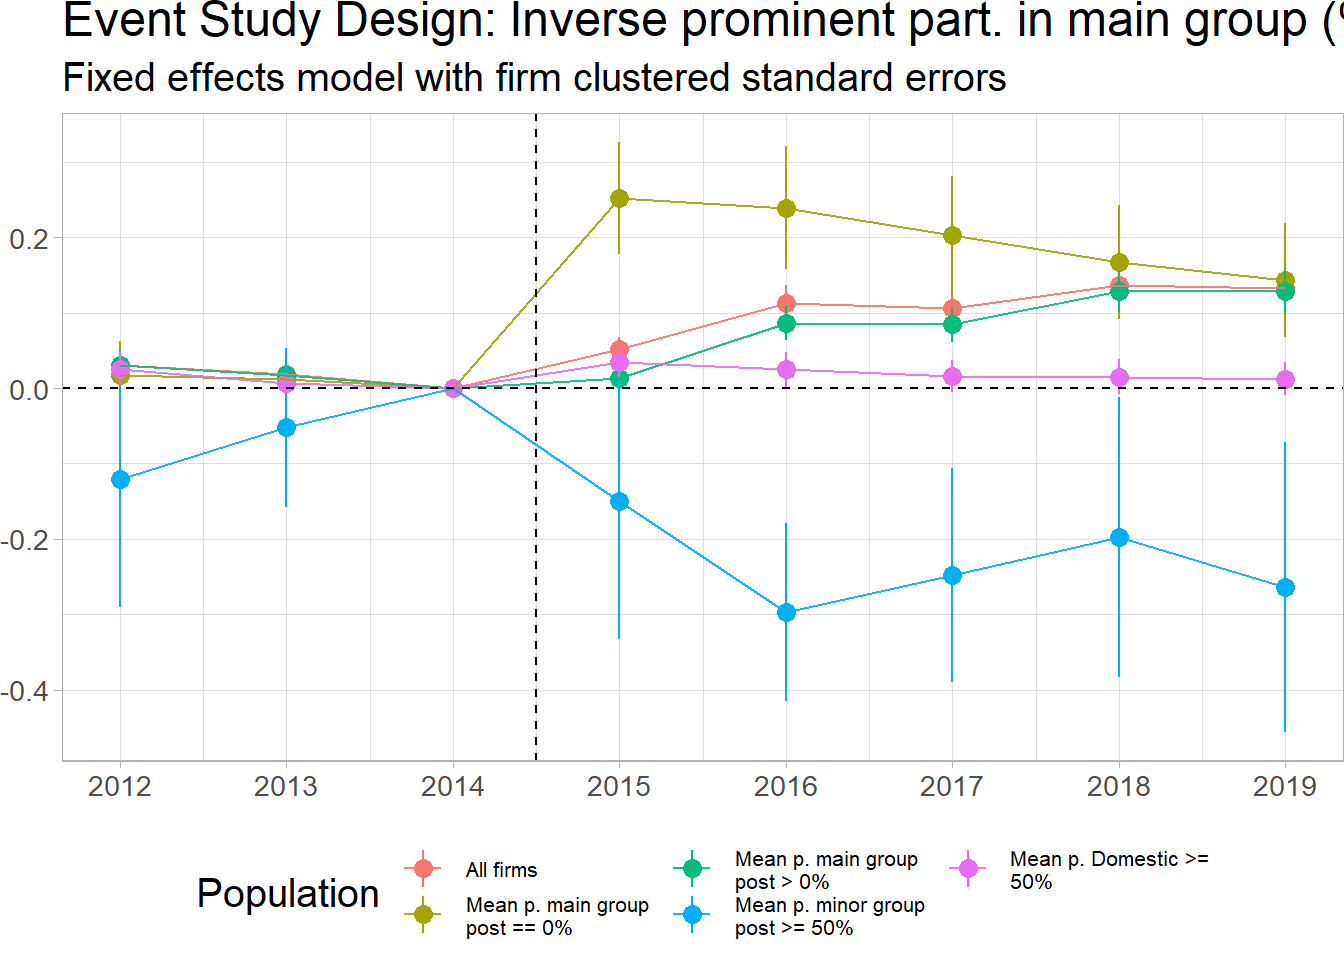 Event Study Design: Inverse prominent part. in main group (
Fixed effects model with firm clustered standard errors
0.2
0.0
-0.2
-0.4
2012 2013 2014 2015 2016 2017 2018 2019
Population
All firms
Mean p. main group
post == 0%
Mean p. main group
post > 0%
Mean p. minor group
post >= 50%
Mean p. Domestic >=
50%